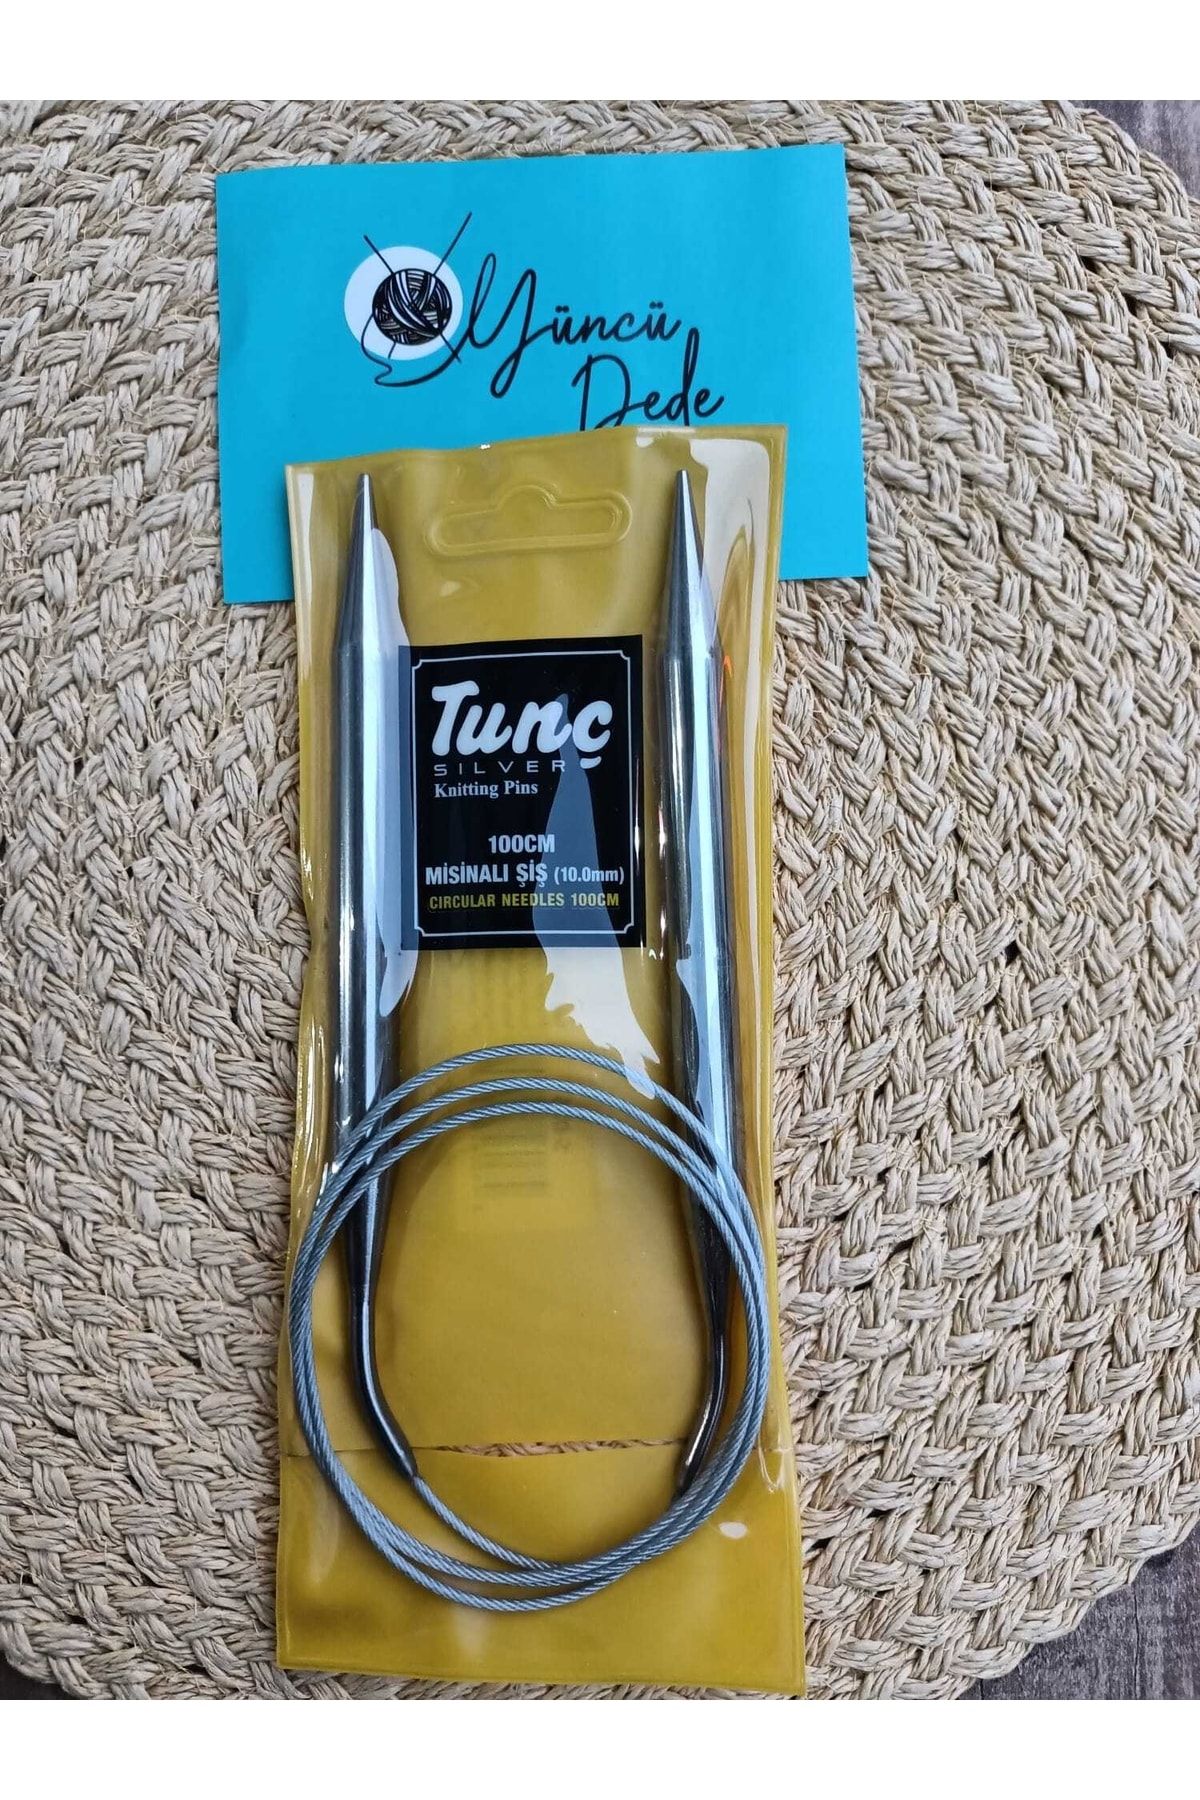 Yüncü
Dede
Tunç
SILVER
Knitting Pins
100CM
MİSİNALI ŞİŞ (10.0mm)
CIRCULAR NEEDLES 100CM